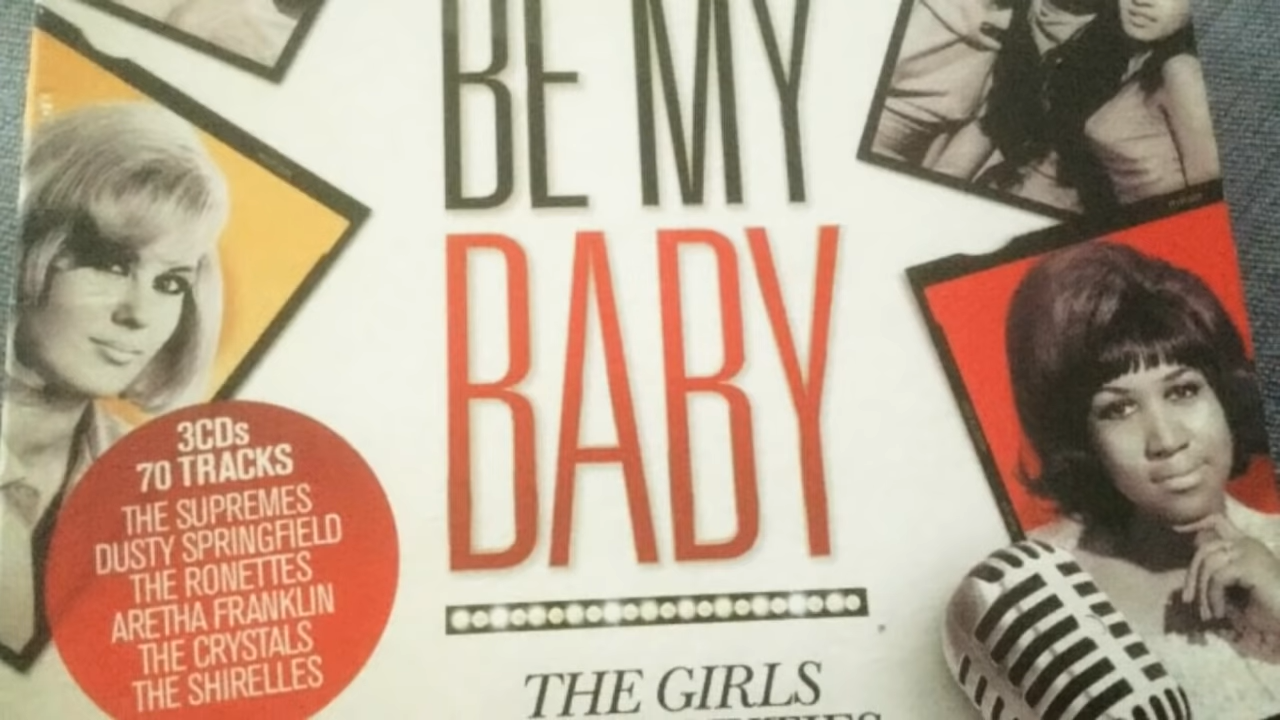 BE MY
BABY
3CDs
70 TRACKS
THE SUPREMES
DUSTY SPRINGFIELD
THE RONETTES
ARETHA FRANKLIN
THE CRYSTALS
THE SHIRELLES
THE GIRLS